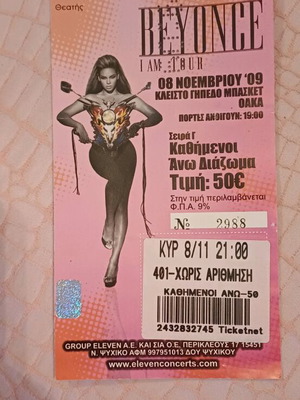 Θεατής
BEYONCE
I AM... TOUR
08 ΝΟΕΜΒΡΙΟΥ '09
ΚΛΕΙΣΤΟ ΓΗΠΕΔΟ ΜΠΑΣΚΕΤ
ΟΑΚΑ
ΠΟΡΤΕΣ ΑΝΟΙΓΟΥΝ: 19:00
Σειρά Γ
Καθήμενοι
Άνω Διάζωμα
Τιμή: 50€
Στην τιμή περιλαμβάνεται
Φ.Π.Α. 9%
№ 2988
ΚΥΡ 8/11 21:00
401-ΧΩΡΙΣ ΑΡΙΘΜΗΣΗ
ΚΑΘΗΜΕΝΟΙ ΑΝΩ-50
2432832745 Ticketnet
GROUP ELEVEN A.E. ΚΑΙ ΣΙΑ Ο.Ε. ΠΕΡΙΚΛΕΟΥΣ 17 15451
Ν. ΨΥΧΙΚΟ ΑΦΜ 997951013 ΔΟΥ ΨΥΧΙΚΟΥ
www.elevenconcerts.com